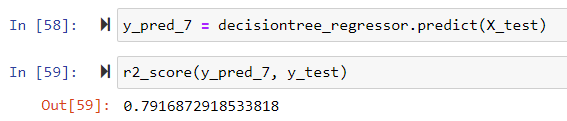 In [58]: y_pred_7 = decisiontree_regressor.predict(X_test)
In [59]: r2_score(y_pred_7, y_test)
Out[59]: 0.7916872918533818